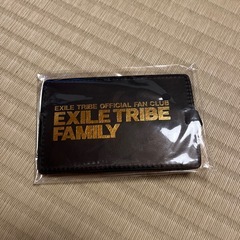 EXILE TRIBE OFFICIAL FAN CLUB
EXILE TRIBE
FAMILY